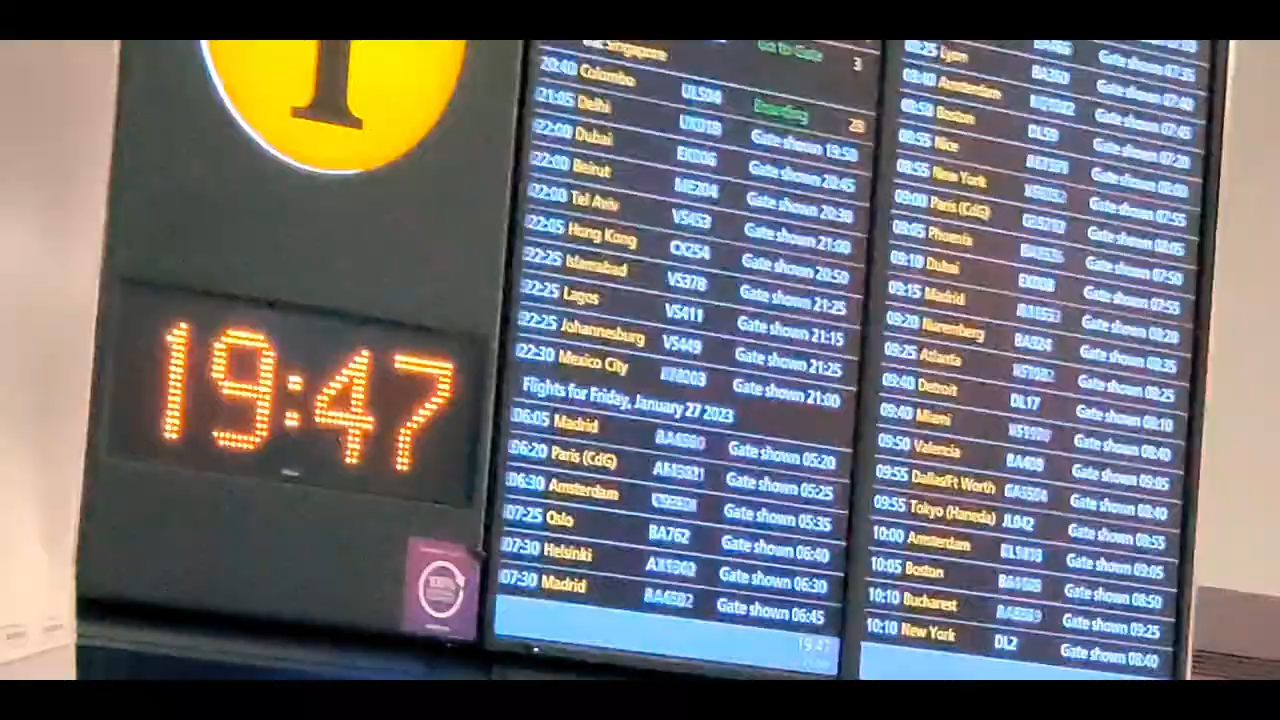 i
19:47
100%
Singapore Go to Gate 3
20:40 Colombo UL504 Boarding 23
21:05 Delhi Gate shown 19:50
22:00 Dubai EK006 Gate shown 20:45
22:00 Beirut ME204 Gate shown 20:30
22:00 Tel Aviv VS453 Gate shown 21:00
22:05 Hong Kong CX254 Gate shown 20:50
22:25 Islamabad VS378 Gate shown 21:25
22:25 Lagos VS411 Gate shown 21:15
22:25 Johannesburg VS449 Gate shown 21:25
22:30 Mexico City Gate shown 21:00
Flights for Friday, January 27 2023
06:05 Madrid Gate shown 05:20
06:20 Paris (CdG) Gate shown 05:25
06:30 Amsterdam Gate shown 05:35
07:25 Oslo BA762 Gate shown 06:40
07:30 Helsinki Gate shown 06:30
07:30 Madrid Gate shown 06:45
19:47
08:25 Lyon Gate shown 07:35
08:40 Amsterdam Gate shown 07:40
08:50 Boston DL59 Gate shown 07:45
08:55 Nice Gate shown 07:20
08:55 New York Gate shown 08:00
09:00 Paris (CdG) Gate shown 07:55
09:05 Phoenix Gate shown 08:05
09:10 Dubai Gate shown 07:50
09:15 Madrid Gate shown 07:55
09:20 Nuremberg BA924 Gate shown 08:20
09:25 Atlanta Gate shown 08:35
09:40 Detroit DL17 Gate shown 08:25
09:40 Miami Gate shown 08:10
09:50 Valencia BA408 Gate shown 08:40
09:55 Dallas/Ft Worth Gate shown 09:05
09:55 Tokyo (Haneda) JL042 Gate shown 08:40
10:00 Amsterdam Gate shown 08:55
10:05 Boston Gate shown 09:05
10:10 Bucharest Gate shown 08:50
10:10 New York DL2 Gate shown 09:25
Gate shown 08:40